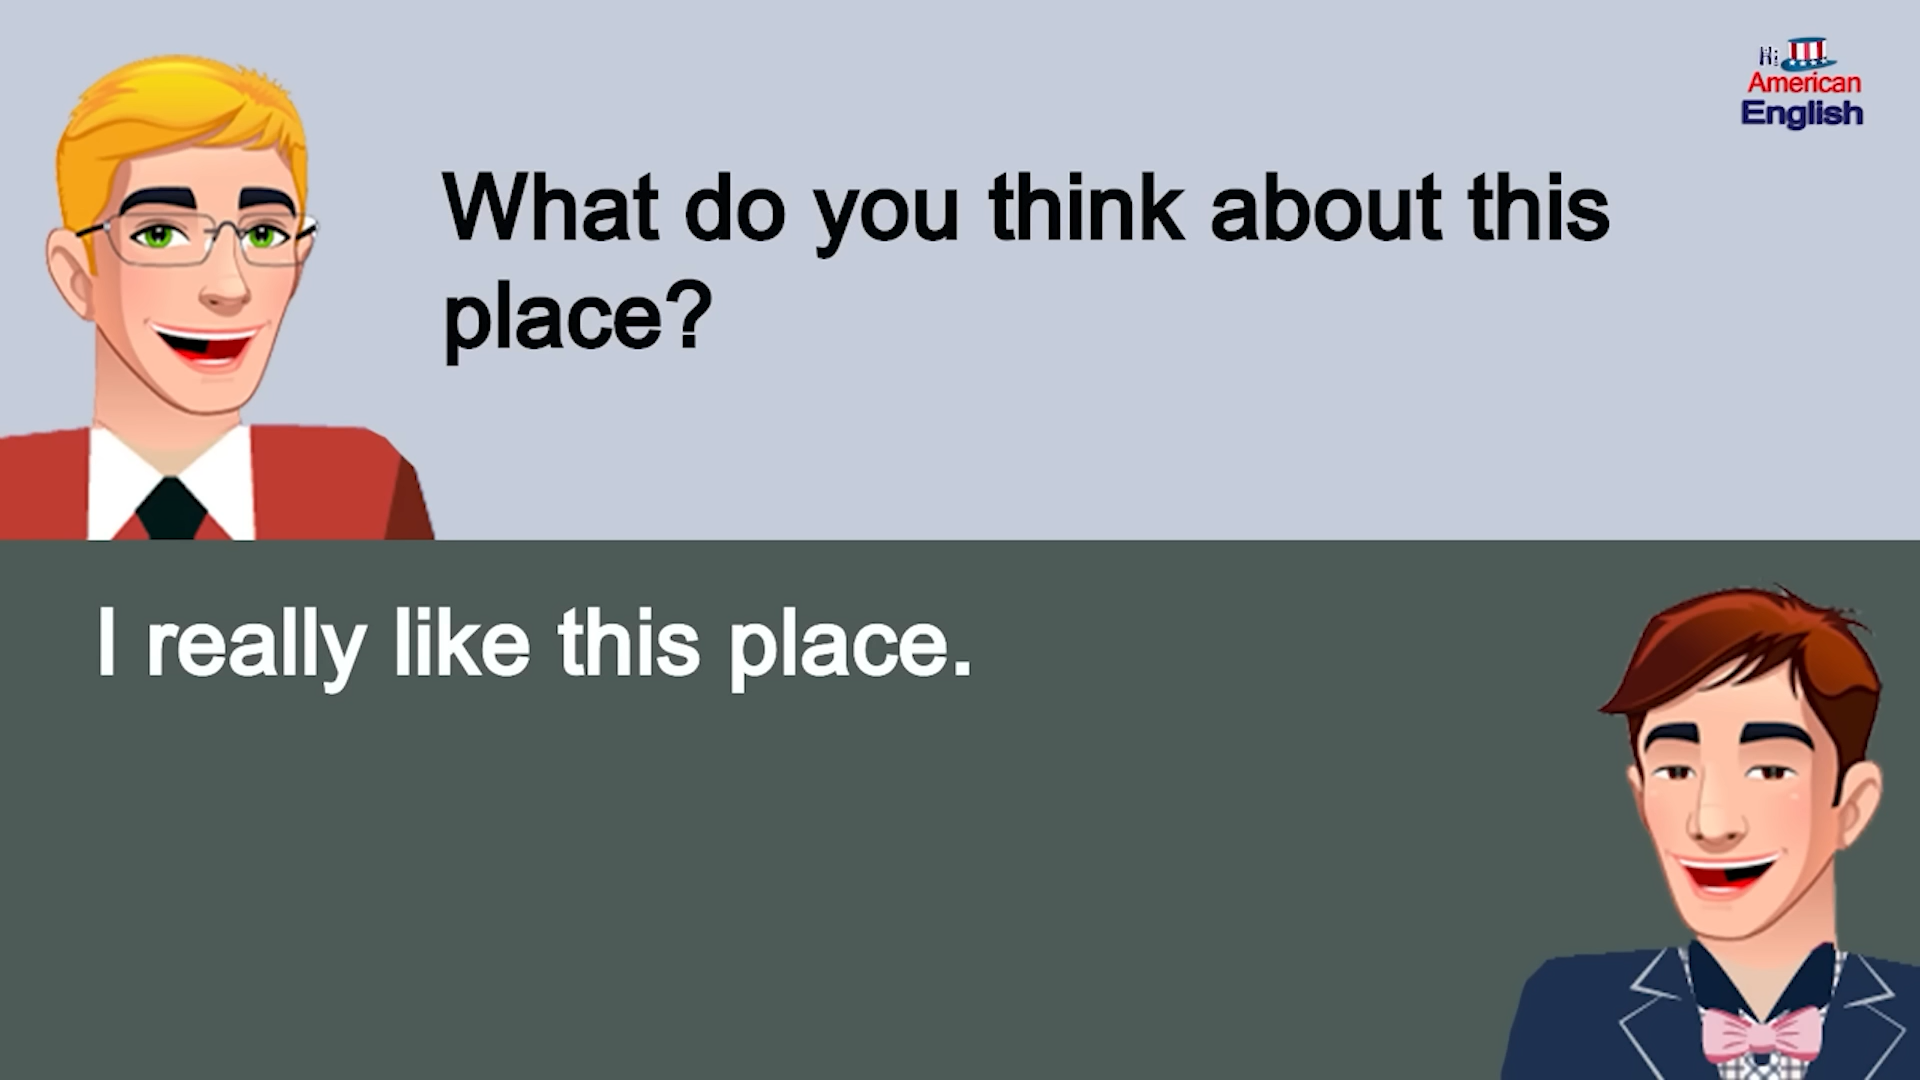 Hi
American
English
What do you think about this
place?
I really like this place.